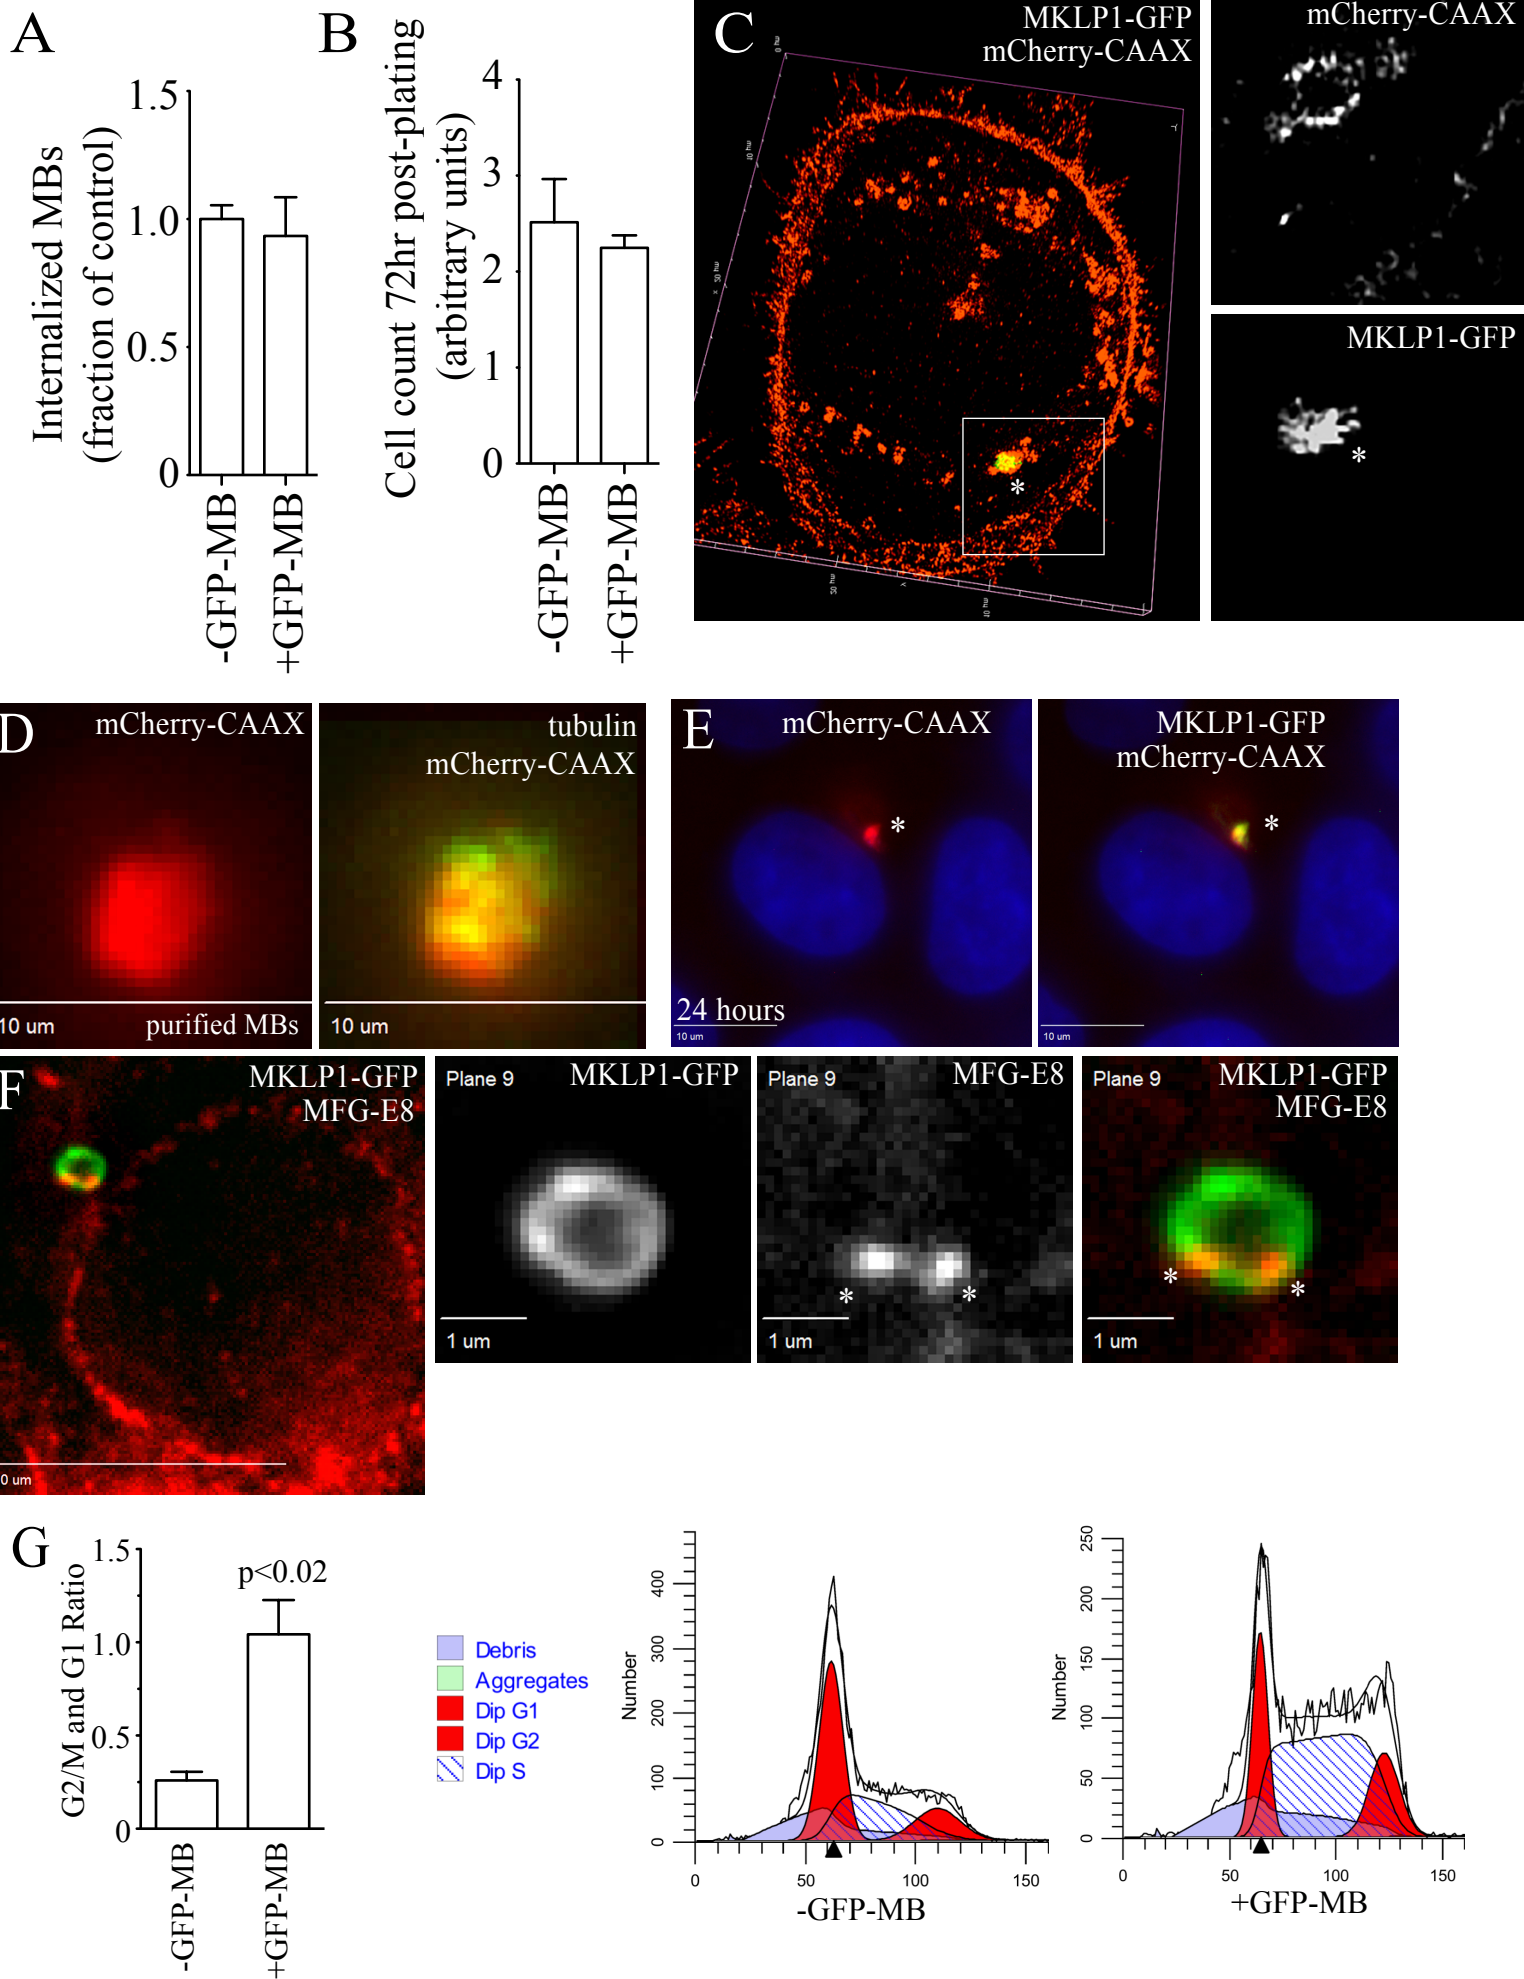 A
Internalized MBs
(fraction of control)
1.5
1.0
0.5
0
-GFP-MB
+GFP-MB
B
Cell count 72hr post-plating
(arbitrary units)
4
3
2
1
0
-GFP-MB
+GFP-MB
C
MKLP1-GFP
mCherry-CAAX
*
mCherry-CAAX
MKLP1-GFP
*
D
mCherry-CAAX
10 um
purified MBs
tubulin
mCherry-CAAX
10 um
E
mCherry-CAAX
*
24 hours
10 um
MKLP1-GFP
mCherry-CAAX
*
10 um
F
MKLP1-GFP
MFG-E8
0 um
Plane 9
MKLP1-GFP
1 um
Plane 9
MFG-E8
* *
1 um
Plane 9
MKLP1-GFP
MFG-E8
* *
1 um
G
G2/M and G1 Ratio
1.5
1.0
0.5
0
p<0.02
-GFP-MB
+GFP-MB
Debris
Aggregates
Dip G1
Dip G2
Dip S
Number
400
300
200
100
0
0 50 100 150
-GFP-MB
Number
250
200
150
100
50
0
0 50 100 150
+GFP-MB